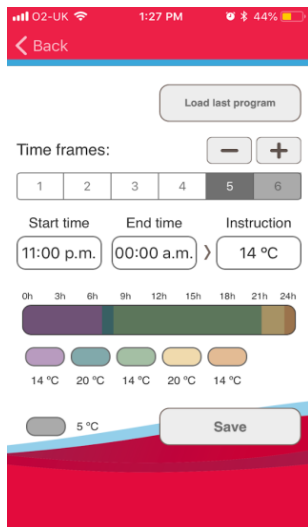 O2-UK 1:27 PM 44%
Back
Load last program
Time frames: − +
1 2 3 4 5 6
Start time End time Instruction
11:00 p.m. 00:00 a.m. 14 ºC
0h 3h 6h 9h 12h 15h 18h 21h 24h
14 ºC 20 ºC 14 ºC 20 ºC 14 ºC
5 ºC Save